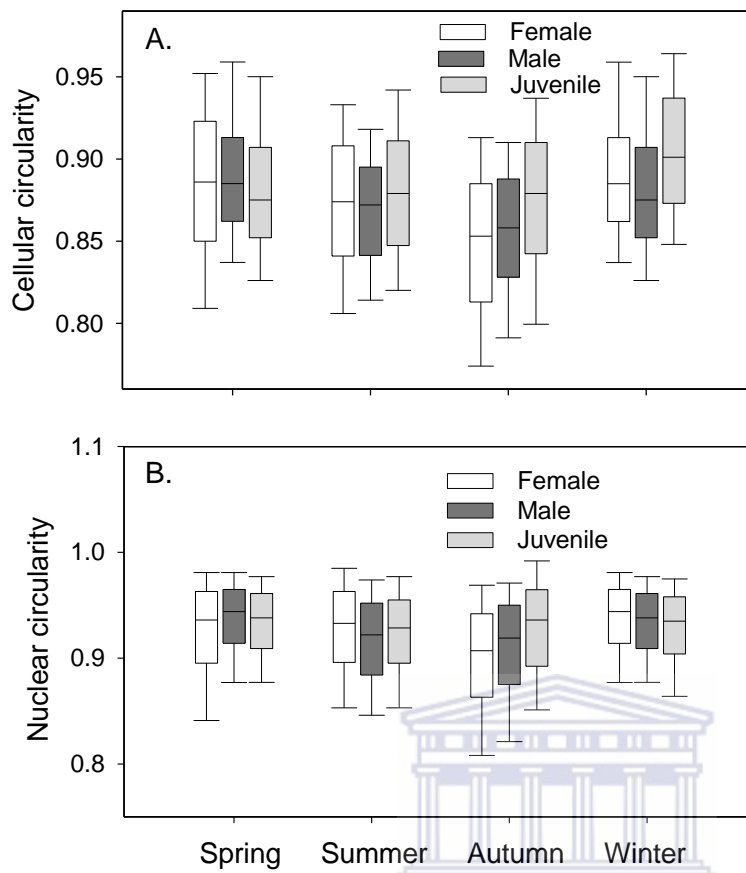 A.
Female
Male
Juvenile
0.95
0.90
0.85
0.80
Cellular circularity
B.
Female
Male
Juvenile
1.1
1.0
0.9
0.8
Nuclear circularity
Spring Summer Autumn Winter